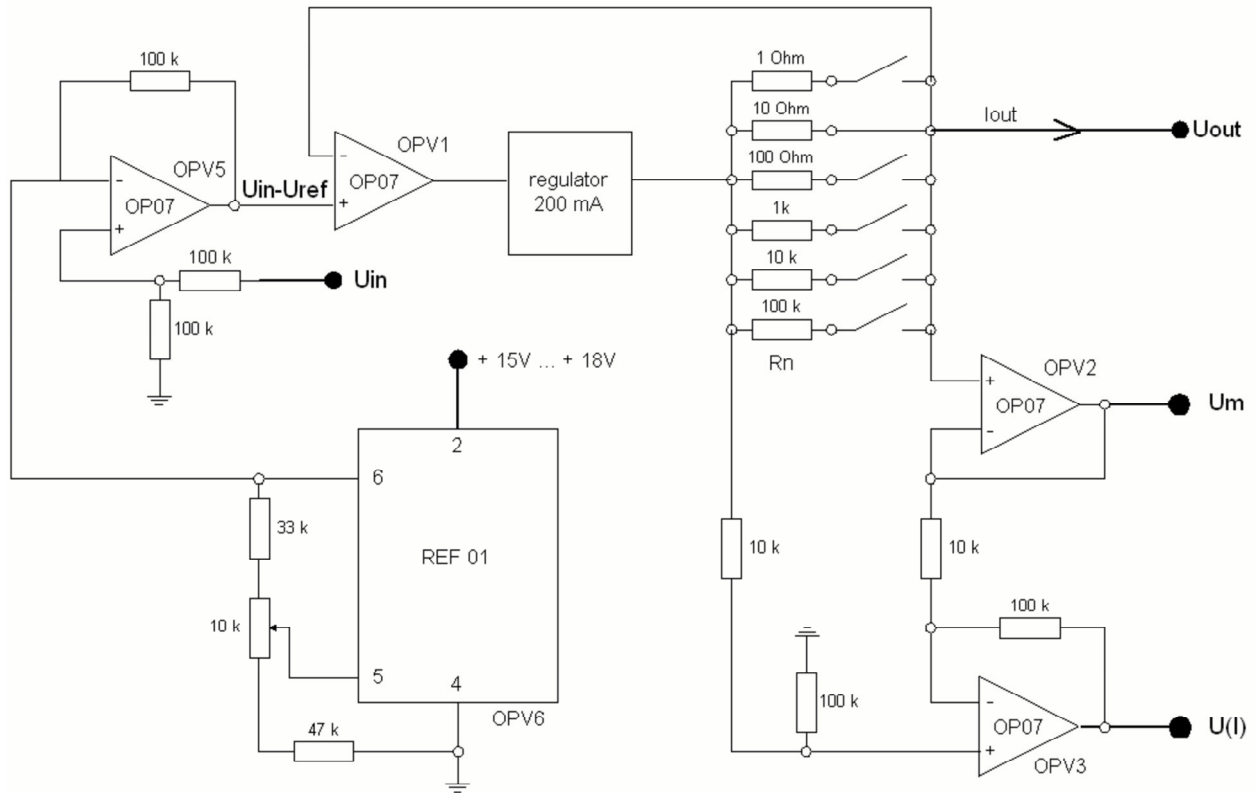 100 k
OPV5
-
OP07
+
Uin-Uref
100 k
Uin
100 k
OPV1
-
OP07
+
regulator
200 mA
1 Ohm
10 Ohm
100 Ohm
1k
10 k
100 k
Rn
Iout
Uout
+ 15V ... + 18V
2
6
REF 01
5
4
OPV6
33 k
10 k
47 k
OPV2
+
OP07
-
Um
10 k
10 k
100 k
100 k
-
OP07
+
OPV3
U(I)